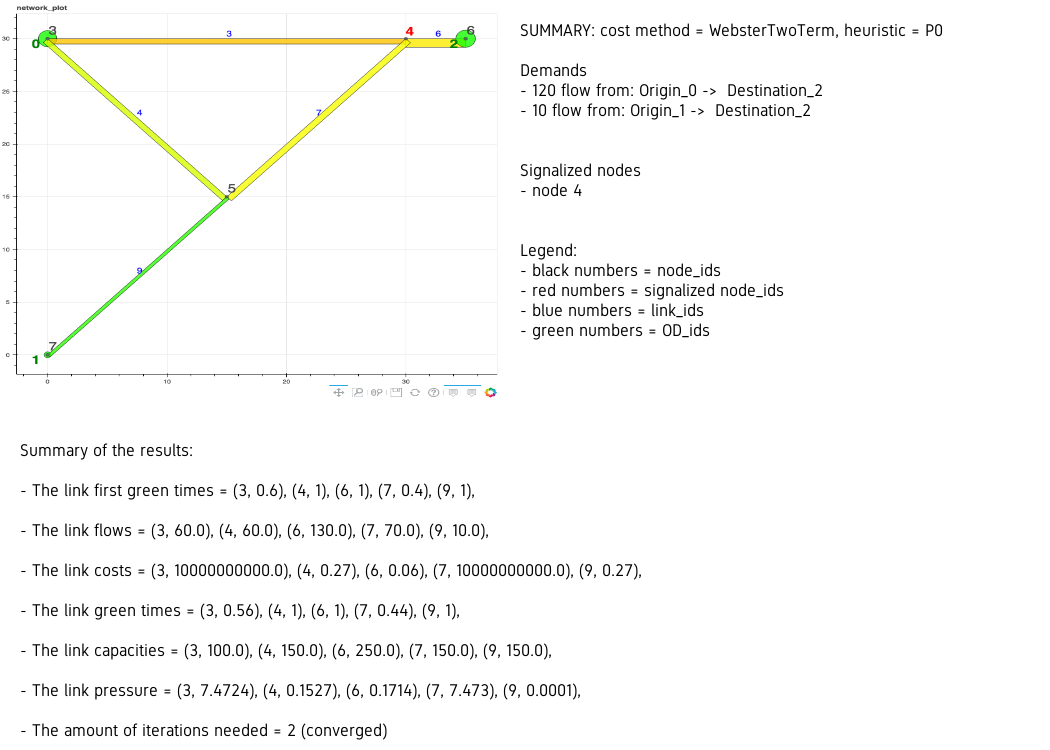 network_plot
3
0
3
4
6
2
6
30
25
4
7
20
5
15
10
9
5
7
0
1
0
10
20
30
SUMMARY: cost method = WebsterTwoTerm, heuristic = P0
Demands
- 120 flow from: Origin_0 -> Destination_2
- 10 flow from: Origin_1 -> Destination_2
Signalized nodes
- node 4
Legend:
- black numbers = node_ids
- red numbers = signalized node_ids
- blue numbers = link_ids
- green numbers = OD_ids
Summary of the results:
- The link first green times = (3, 0.6), (4, 1), (6, 1), (7, 0.4), (9, 1),
- The link flows = (3, 60.0), (4, 60.0), (6, 130.0), (7, 70.0), (9, 10.0),
- The link costs = (3, 10000000000.0), (4, 0.27), (6, 0.06), (7, 10000000000.0), (9, 0.27),
- The link green times = (3, 0.56), (4, 1), (6, 1), (7, 0.44), (9, 1),
- The link capacities = (3, 100.0), (4, 150.0), (6, 250.0), (7, 150.0), (9, 150.0),
- The link pressure = (3, 7.4724), (4, 0.1527), (6, 0.1714), (7, 7.473), (9, 0.0001),
- The amount of iterations needed = 2 (converged)